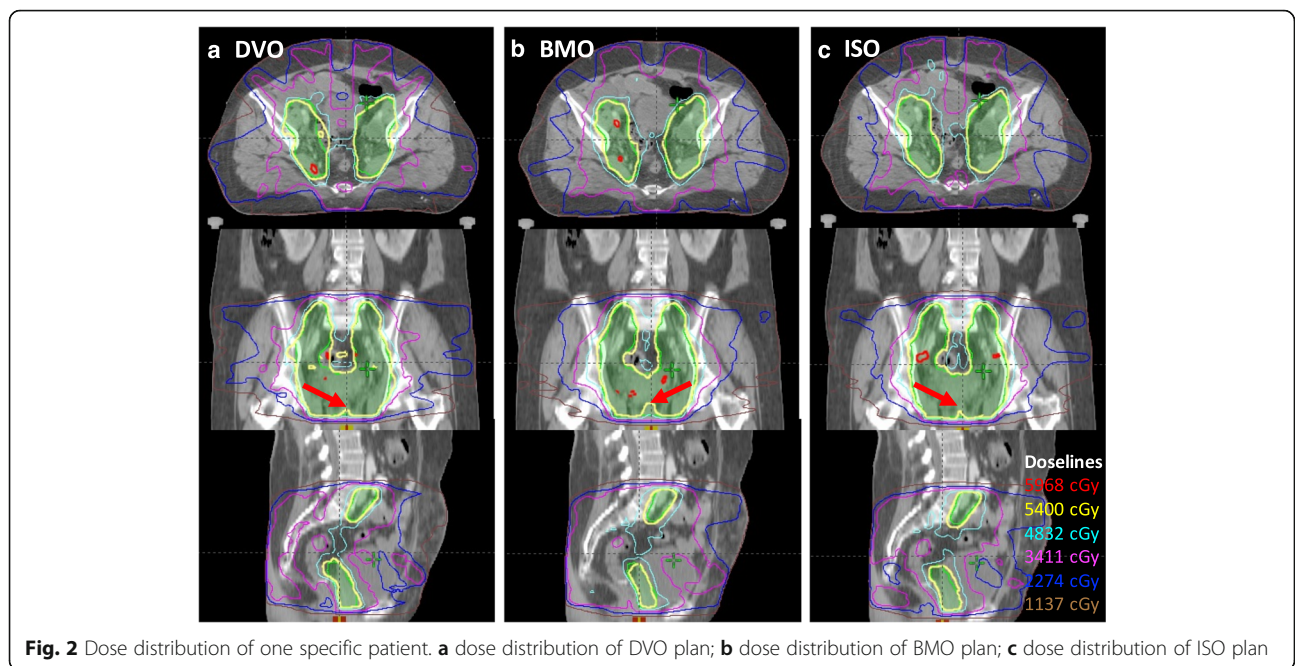 a DVO
b BMO
c ISO
Doselines
5968 cGy
5400 cGy
4832 cGy
3411 cGy
2274 cGy
1137 cGy
Fig. 2 Dose distribution of one specific patient. a dose distribution of DVO plan; b dose distribution of BMO plan; c dose distribution of ISO plan